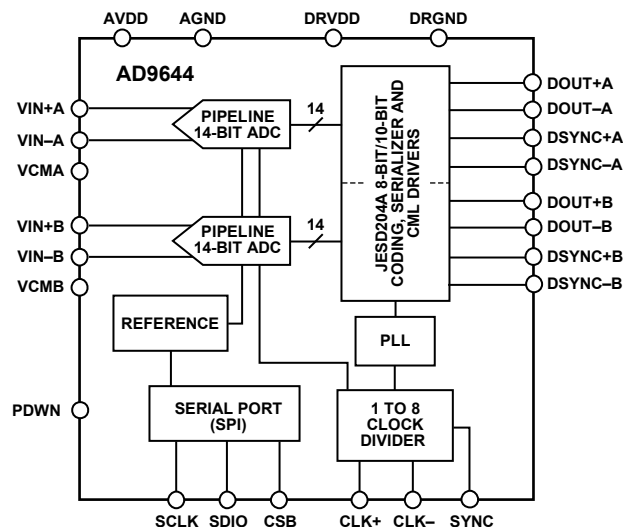 AVDD
AGND
DRVDD
DRGND
AD9644
VIN+A
VIN–A
VCMA
VIN+B
VIN–B
VCMB
PDWN
PIPELINE
14-BIT ADC
14
PIPELINE
14-BIT ADC
14
JESD204A 8-BIT/10-BIT
CODING, SERIALIZER AND
CML DRIVERS
DOUT+A
DOUT–A
DSYNC+A
DSYNC–A
DOUT+B
DOUT–B
DSYNC+B
DSYNC–B
REFERENCE
PLL
SERIAL PORT
(SPI)
1 TO 8
CLOCK
DIVIDER
SCLK
SDIO
CSB
CLK+
CLK–
SYNC